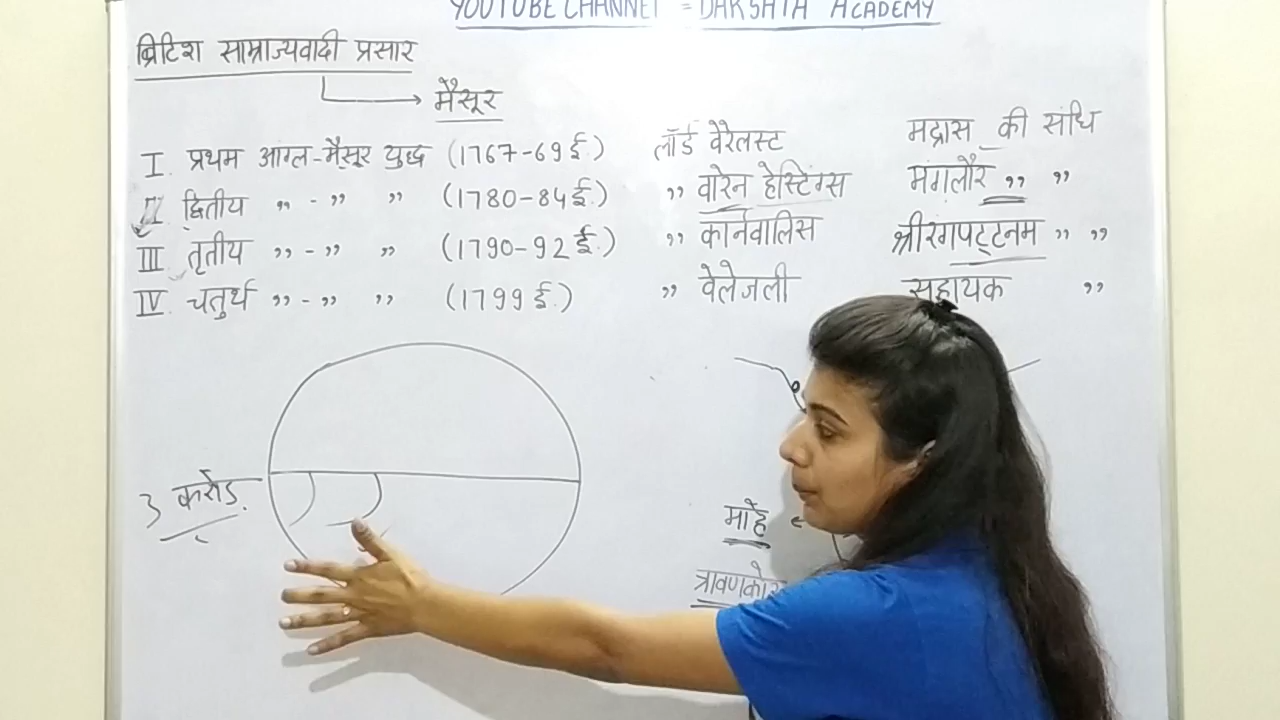 YOUTUBE CHANNEL = DAKSHTA ACADEMY
ब्रिटिश साम्राज्यवादी प्रसार
मैसूर
I. प्रथम आंग्ल-मैसूर युद्ध (1767-69 ई.) लॉर्ड वेरेलस्ट मद्रास की संधि
II द्वितीय ,, - ,, ,, (1780-84 ई.) ,, वारेन हेस्टिंग्स मंगलौर ,, ,,
III तृतीय ,, - ,, ,, (1790-92 ई.) ,, कार्नवालिस श्रीरंगपट्टनम ,, ,,
IV चतुर्थ ,, - ,, ,, (1799 ई.) ,, वेलेजली सहायक ,,
3 करोड़.
माहे
त्रावणकोर